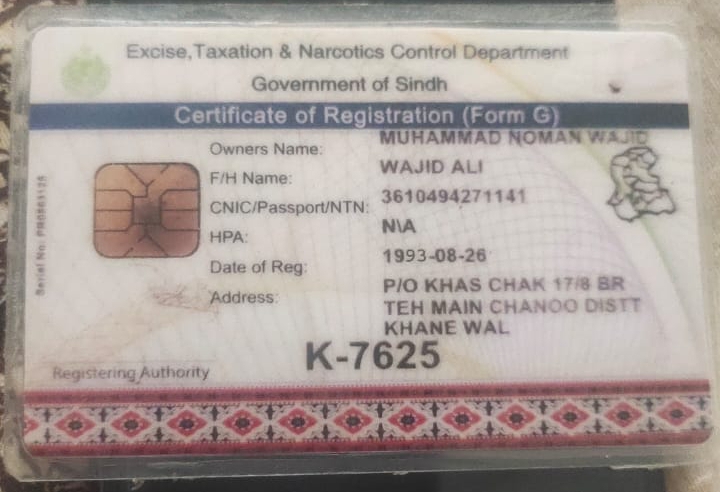 Excise,Taxation & Narcotics Control Department
Government of Sindh
Certificate of Registration (Form G)
Owners Name: MUHAMMAD NOMAN WAJID
F/H Name: WAJID ALI
CNIC/Passport/NTN: 3610494271141
HPA: N\A
Date of Reg: 1993-08-26
Address: P/O KHAS CHAK 17/8 BR
TEH MAIN CHANOO DISTT
KHANE WAL
K-7625
Registering Authority
Serial No: